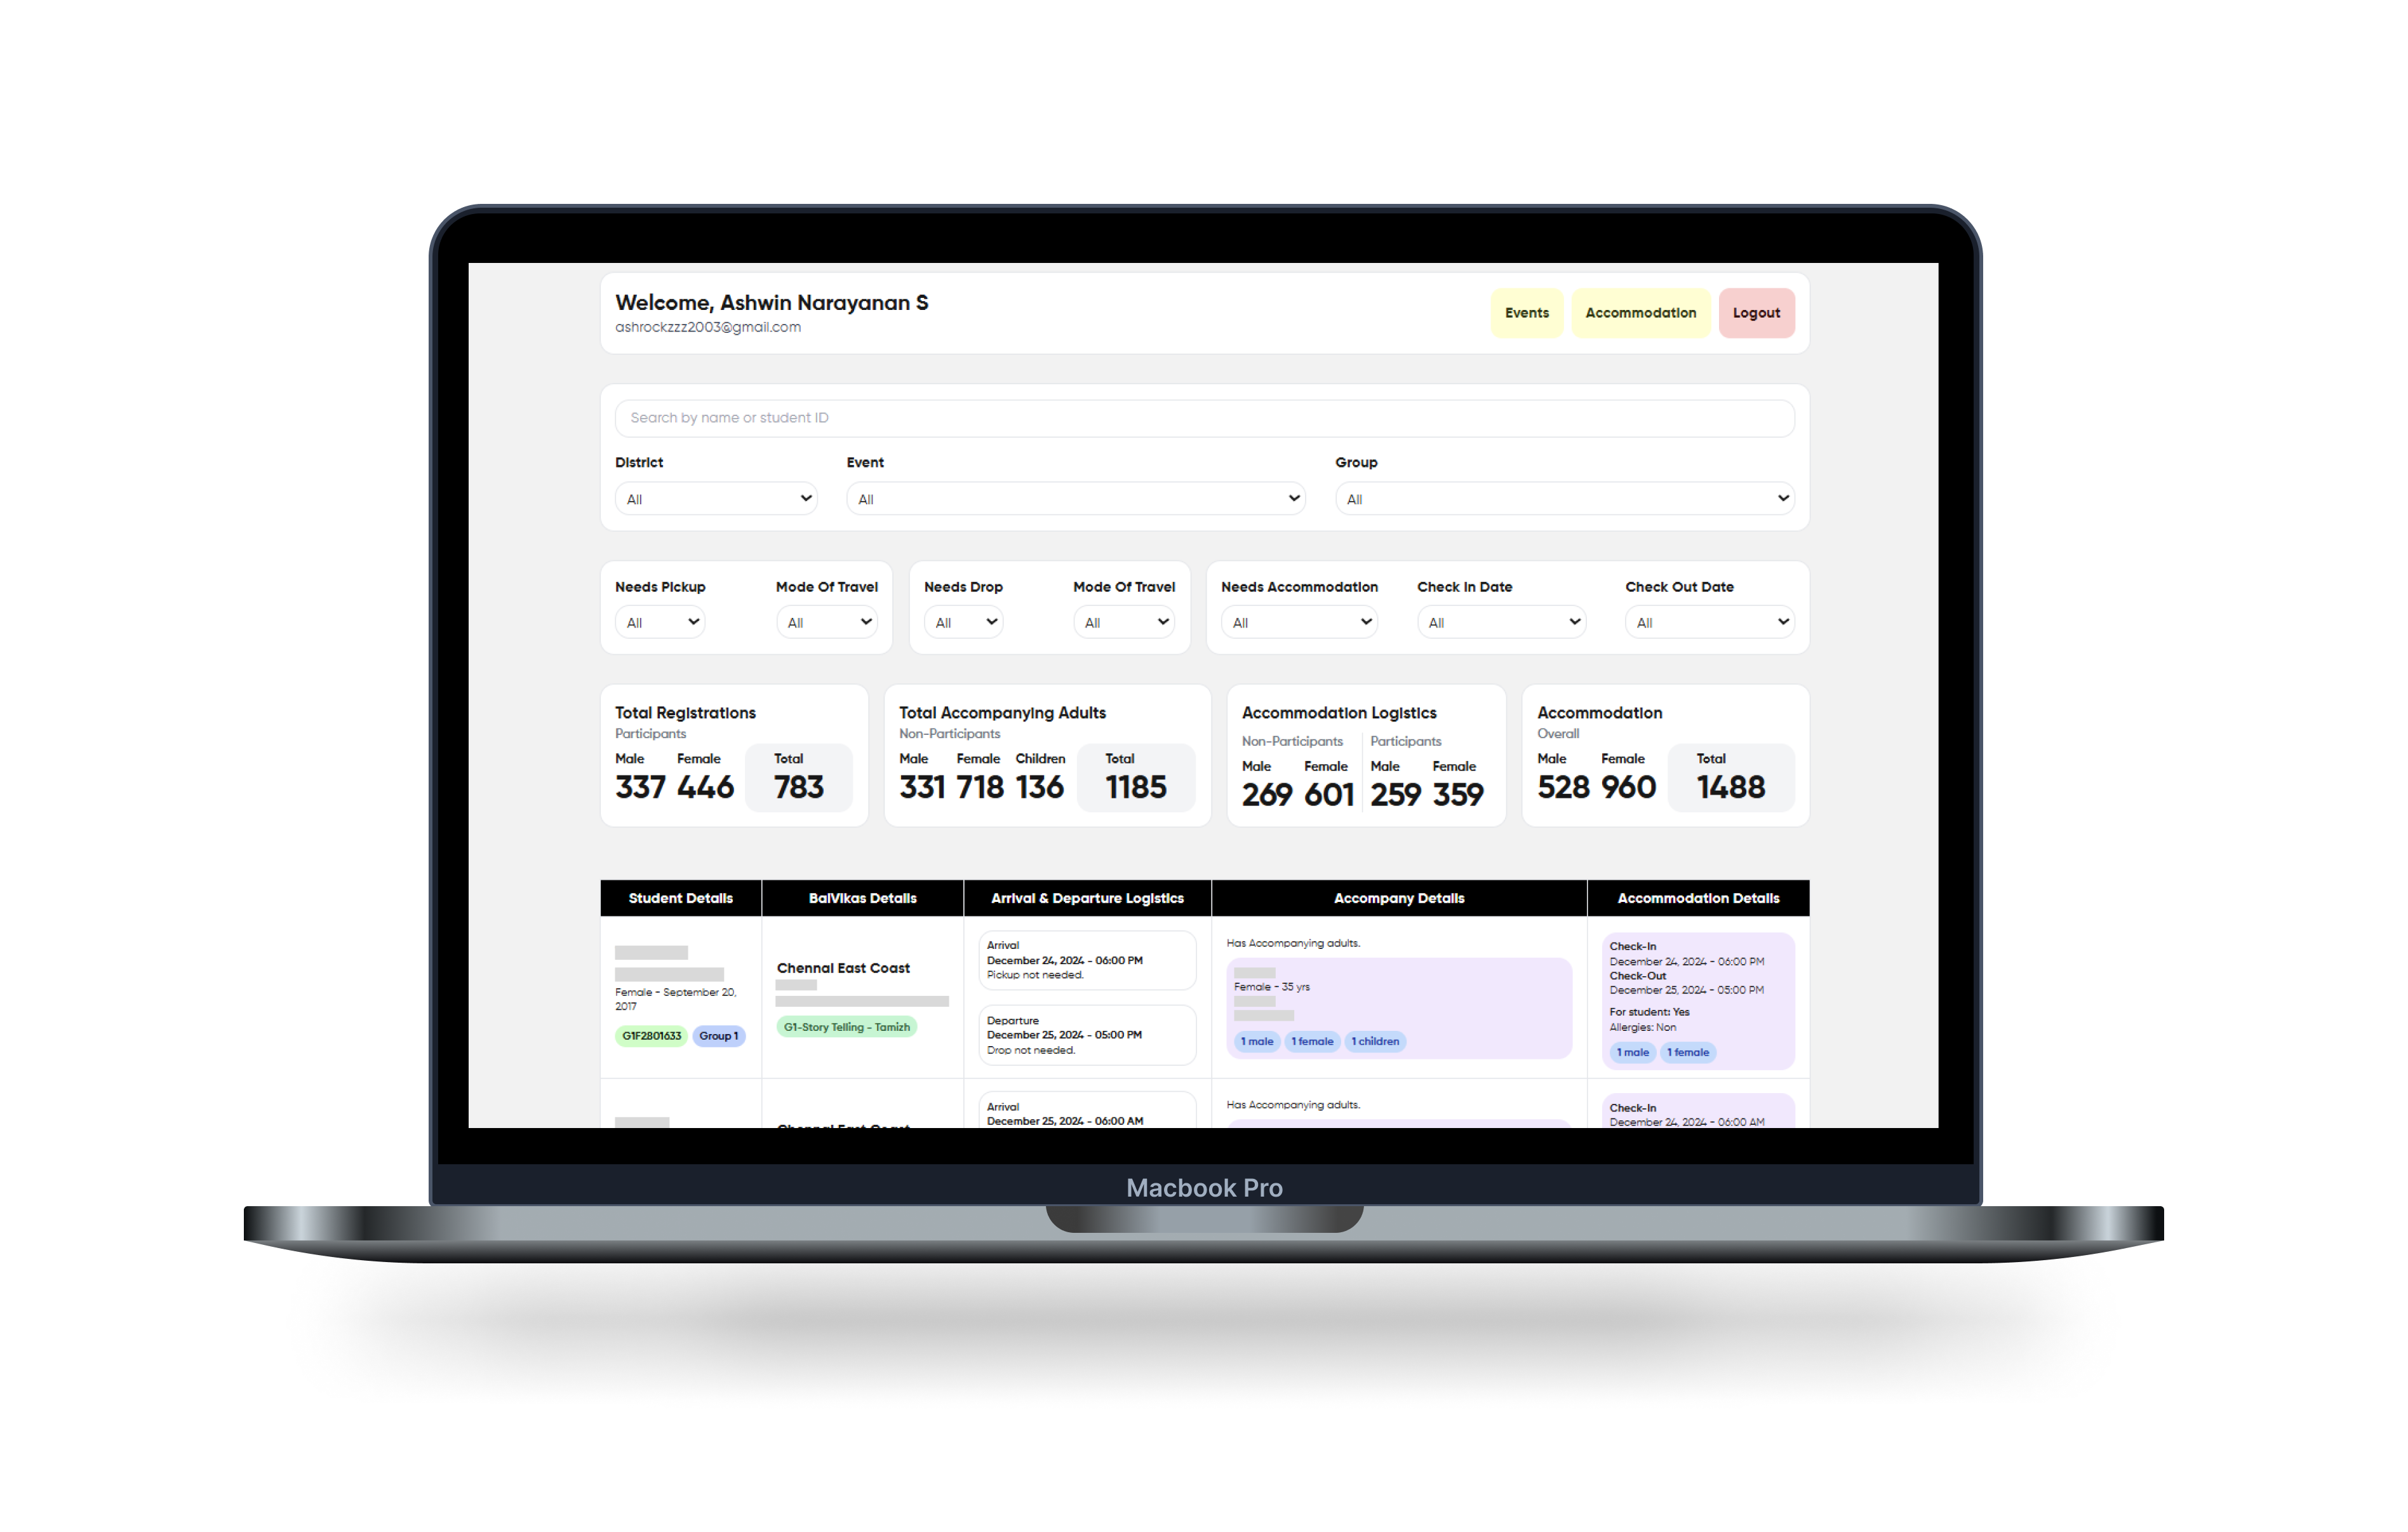 Welcome, Ashwin Narayanan S
ashrockzzz2003@gmail.com
Events
Accommodation
Logout
Search by name or student ID
District
Event
Group
All
All
All
Needs Pickup
Mode Of Travel
Needs Drop
Mode Of Travel
Needs Accommodation
Check In Date
Check Out Date
All
All
All
All
All
All
All
Total Registrations
Participants
Male
Female
Total
337
446
783
Total Accompanying Adults
Non-Participants
Male
Female
Children
Total
331
718
136
1185
Accommodation Logistics
Non-Participants
Participants
Male
Female
Male
Female
269
601
259
359
Accommodation
Overall
Male
Female
Total
528
960
1488
Student Details
BalVikas Details
Arrival & Departure Logistics
Accompany Details
Accommodation Details
Female - September 20,
2017
G1F2801633
Group 1
Chennai East Coast
G1-Story Telling - Tamizh
Arrival
December 24, 2024 - 06:00 PM
Pickup not needed.
Departure
December 25, 2024 - 05:00 PM
Drop not needed.
Has Accompanying adults.
Female - 35 yrs
1 male
1 female
1 children
Check-In
December 24, 2024 - 06:00 PM
Check-Out
December 25, 2024 - 05:00 PM
For student: Yes
Allergies: Non
1 male
1 female
Chennai East Coast
Arrival
December 25, 2024 - 06:00 AM
Has Accompanying adults.
Check-In
December 24, 2024 - 06:00 AM
Macbook Pro